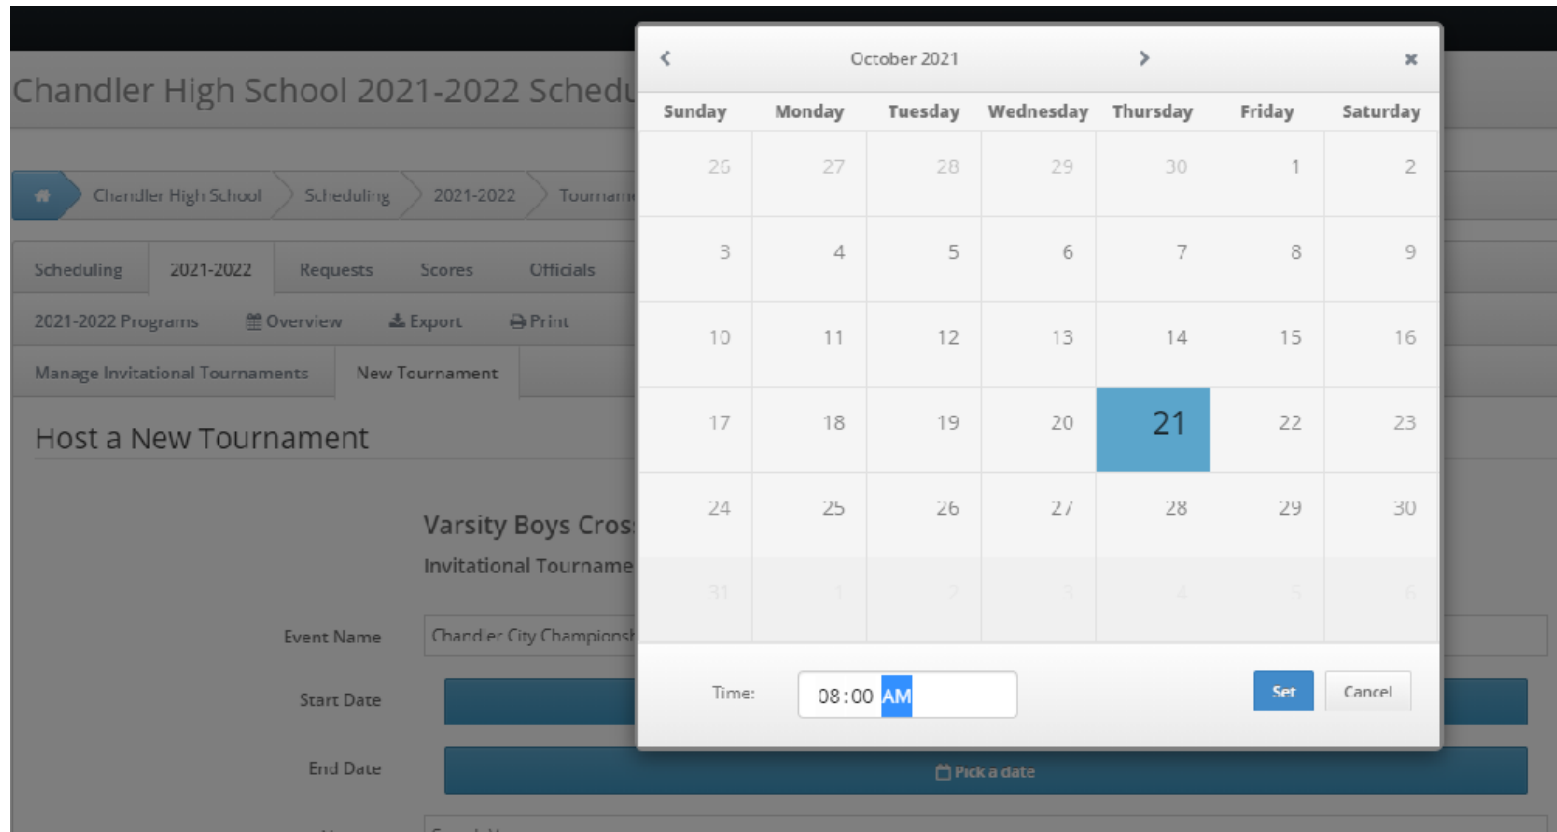 Chandler High School 2021-2022 Schedu
Chandler High School Scheduling 2021-2022 Tourname
Scheduling 2021-2022 Requests Scores Officials
2021-2022 Programs Overview Export Print
Manage Invitational Tournaments New Tournament
Host a New Tournament
Varsity Boys Cros
Invitational Tourname
Event Name Chandler City Championsh
Start Date
End Date Pick a date
October 2021
Sunday Monday Tuesday Wednesday Thursday Friday Saturday
26 27 28 29 30 1 2
3 4 5 6 7 8 9
10 11 12 13 14 15 16
17 18 19 20 21 22 23
24 25 26 27 28 29 30
31 1 2 3 4 5 6
Time: 08:00 AM Set Cancel